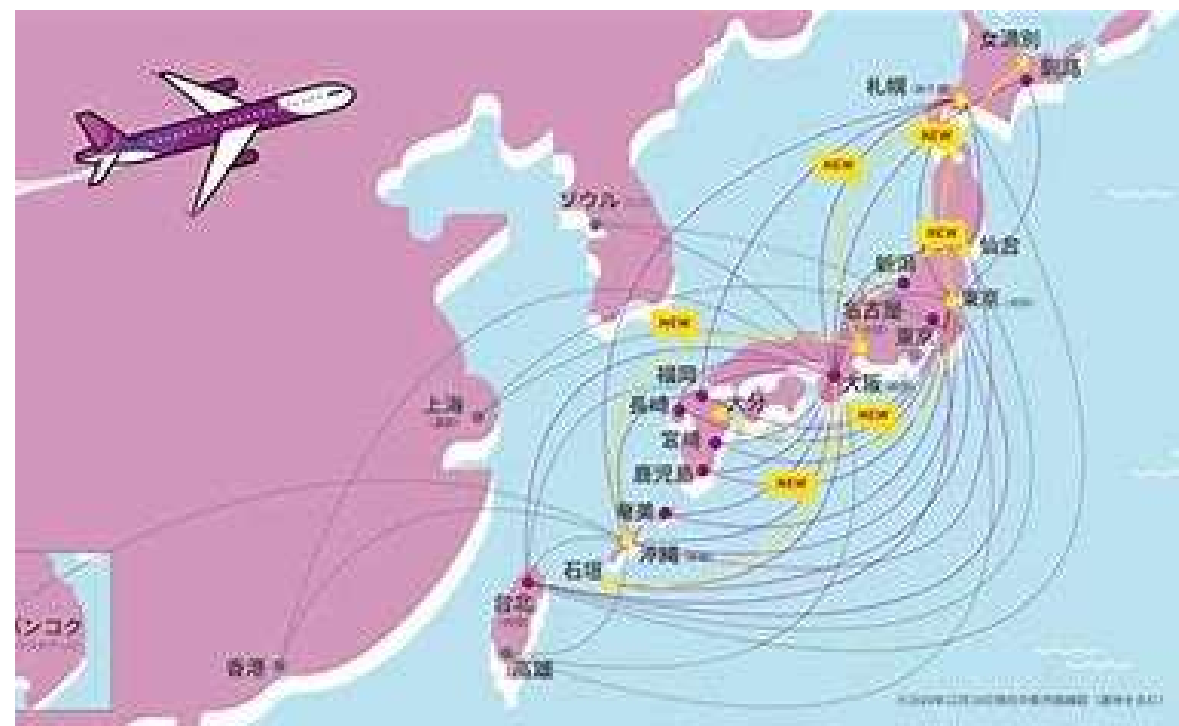 女満別
釧路
札幌
NEW
NEW
ソウル
NEW
仙台
新潟
東京
名古屋
NEW
東京
福岡
大阪
上海
長崎
大分
NEW
宮崎
鹿児島
NEW
奄美
沖縄
石垣
台北
バンコク
香港
高雄